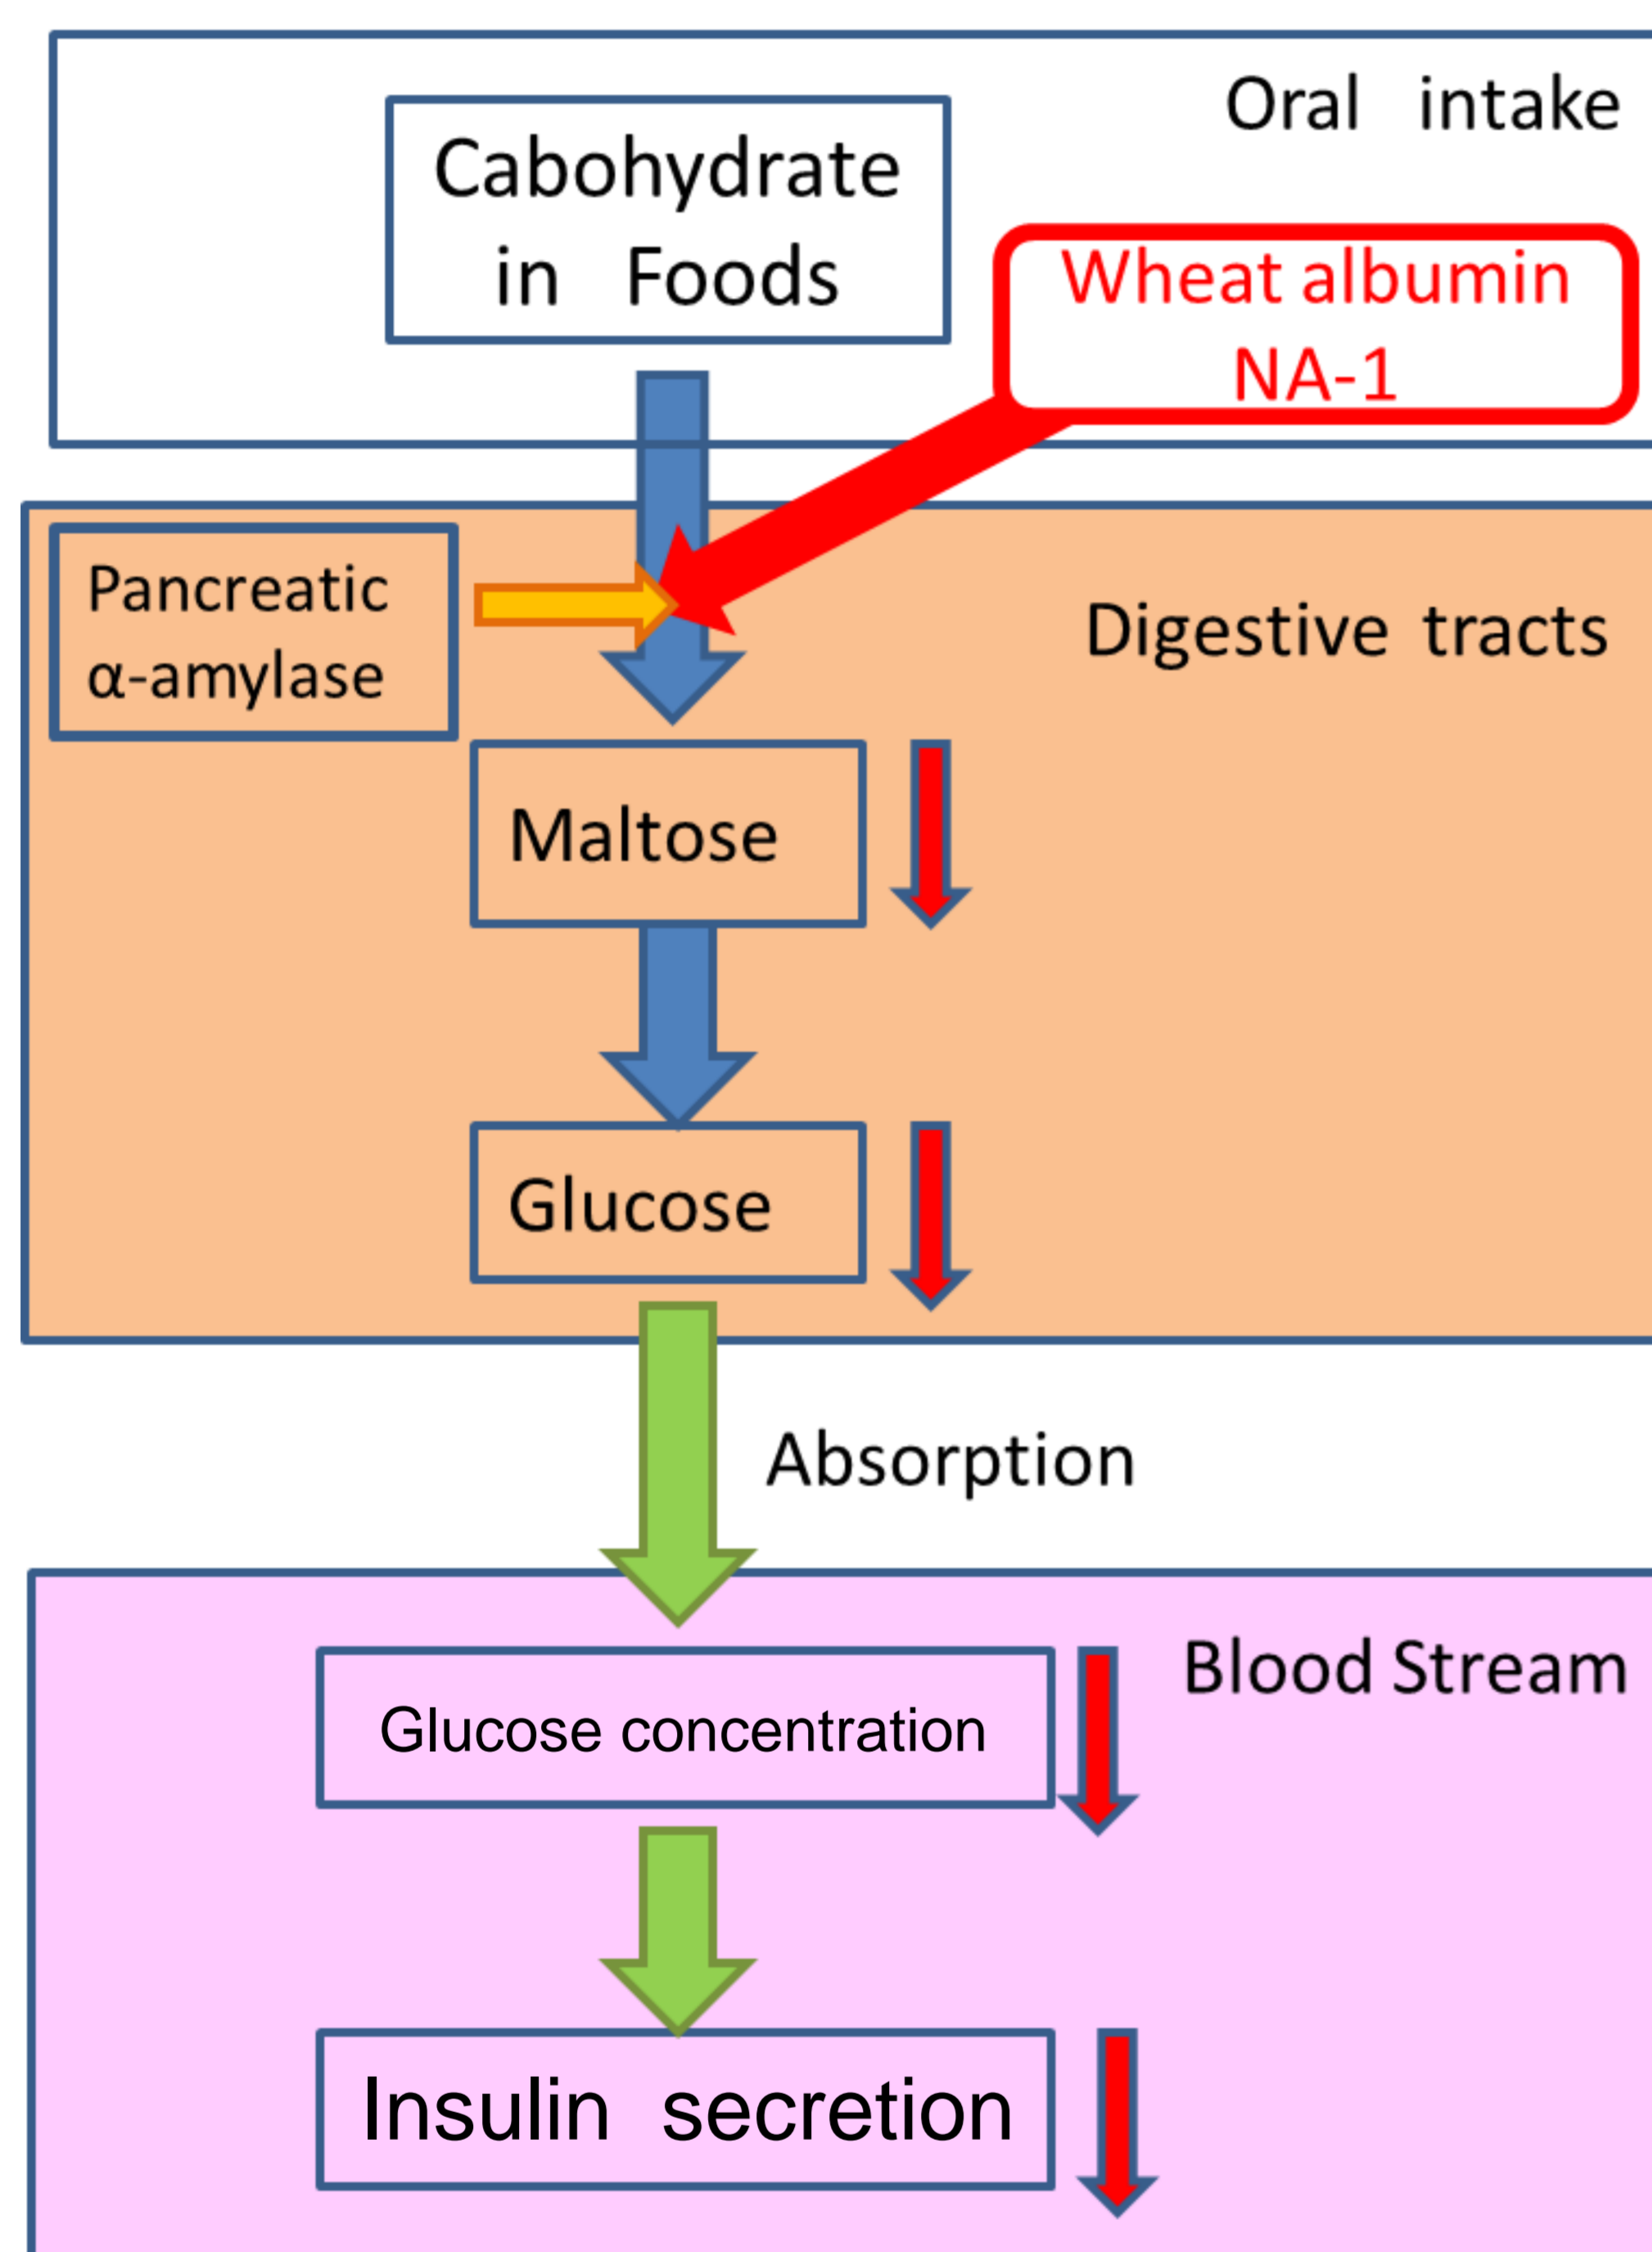 Oral intake
Cabohydrate
in Foods
Wheat albumin
NA-1
Pancreatic
α-amylase
Digestive tracts
Maltose
Glucose
Absorption
Blood Stream
Glucose concentration
Insulin secretion